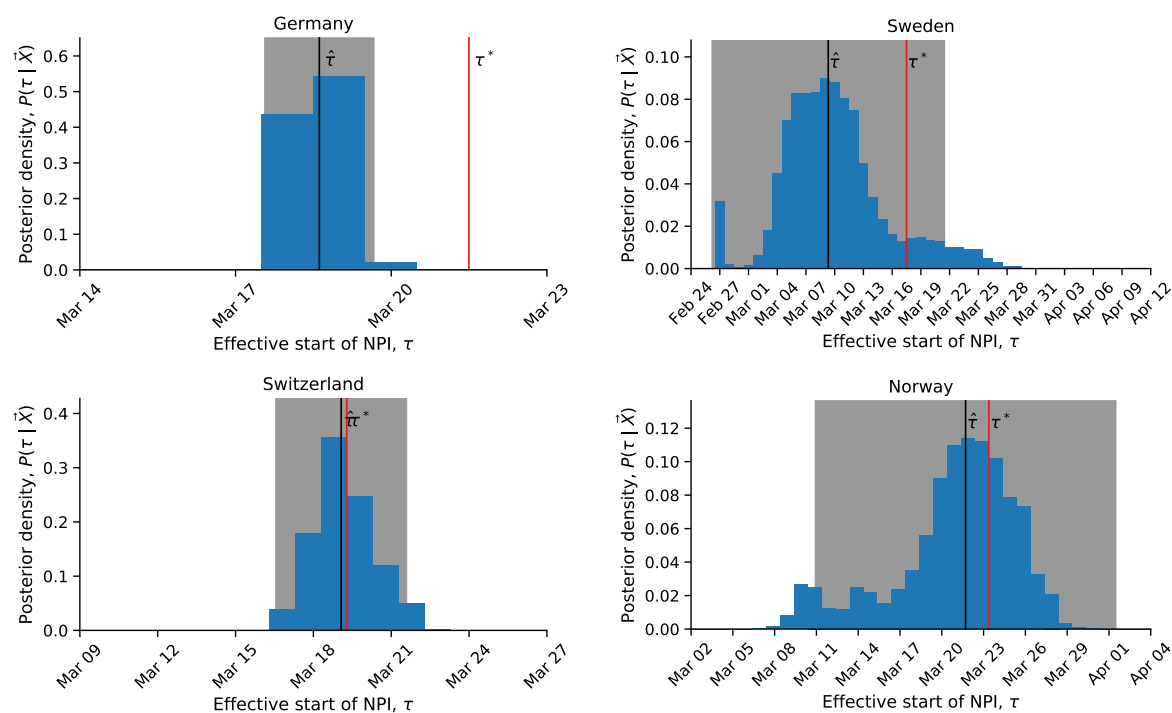 Germany
Posterior density, P(τ | X⃗)
0.6
0.5
0.4
0.3
0.2
0.1
0.0
τ̂
τ*
Mar 14
Mar 17
Mar 20
Mar 23
Effective start of NPI, τ
Sweden
Posterior density, P(τ | X⃗)
0.10
0.08
0.06
0.04
0.02
0.00
τ̂
τ*
Feb 24
Feb 27
Mar 01
Mar 04
Mar 07
Mar 10
Mar 13
Mar 16
Mar 19
Mar 22
Mar 25
Mar 28
Mar 31
Apr 03
Apr 06
Apr 09
Apr 12
Effective start of NPI, τ
Switzerland
Posterior density, P(τ | X⃗)
0.4
0.3
0.2
0.1
0.0
τ̂
τ*
Mar 09
Mar 12
Mar 15
Mar 18
Mar 21
Mar 24
Mar 27
Effective start of NPI, τ
Norway
Posterior density, P(τ | X⃗)
0.12
0.10
0.08
0.06
0.04
0.02
0.00
τ̂
τ*
Mar 02
Mar 05
Mar 08
Mar 11
Mar 14
Mar 17
Mar 20
Mar 23
Mar 26
Mar 29
Apr 01
Apr 04
Effective start of NPI, τ